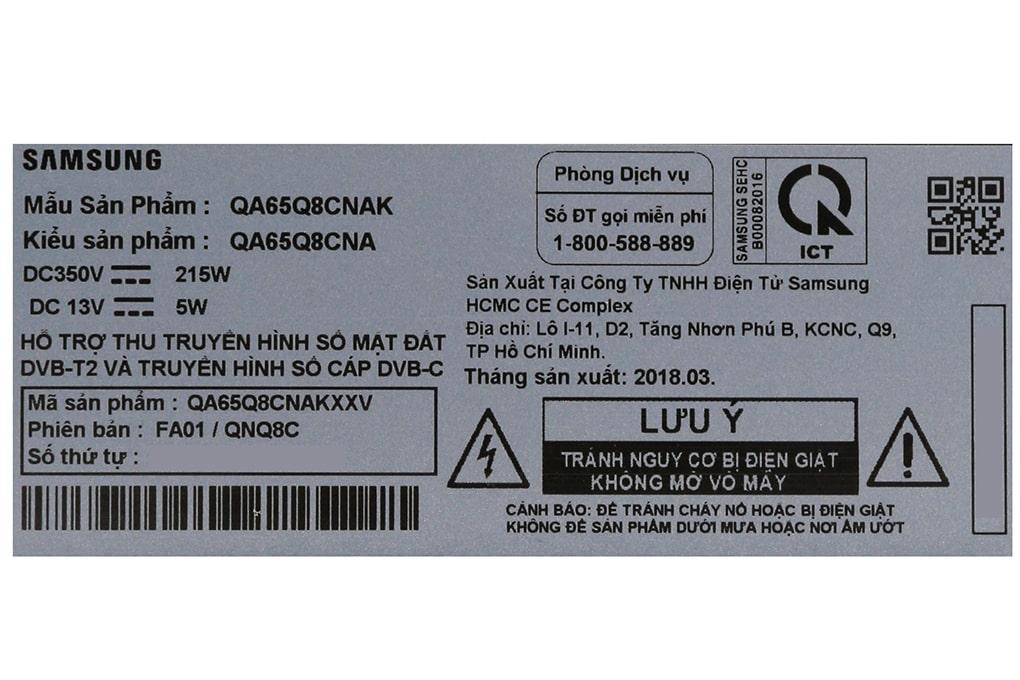 SAMSUNG
Mẫu Sản Phẩm : QA65Q8CNAK
Kiểu sản phẩm : QA65Q8CNA
DC350V 215W
DC 13V 5W
HỖ TRỢ THU TRUYỀN HÌNH SỐ MẶT ĐẤT
DVB-T2 VÀ TRUYỀN HÌNH SỐ CÁP DVB-C
Mã sản phẩm : QA65Q8CNAKXXV
Phiên bản : FA01 / QNQ8C
Số thứ tự :
Phòng Dịch vụ
Số ĐT gọi miễn phí
1-800-588-889
SAMSUNG SEHC
B00082016
ICT
Sản Xuất Tại Công Ty TNHH Điện Tử Samsung
HCMC CE Complex
Địa chỉ: Lô I-11, D2, Tăng Nhơn Phú B, KCNC, Q9,
TP Hồ Chí Minh.
Tháng sản xuất: 2018.03.
LƯU Ý
TRÁNH NGUY CƠ BỊ ĐIỆN GIẬT
KHÔNG MỞ VỎ MÁY
CẢNH BÁO: ĐỂ TRÁNH CHÁY NỔ HOẶC BỊ ĐIỆN GIẬT
KHÔNG ĐỂ SẢN PHẨM DƯỚI MƯA HOẶC NƠI ẨM ƯỚT